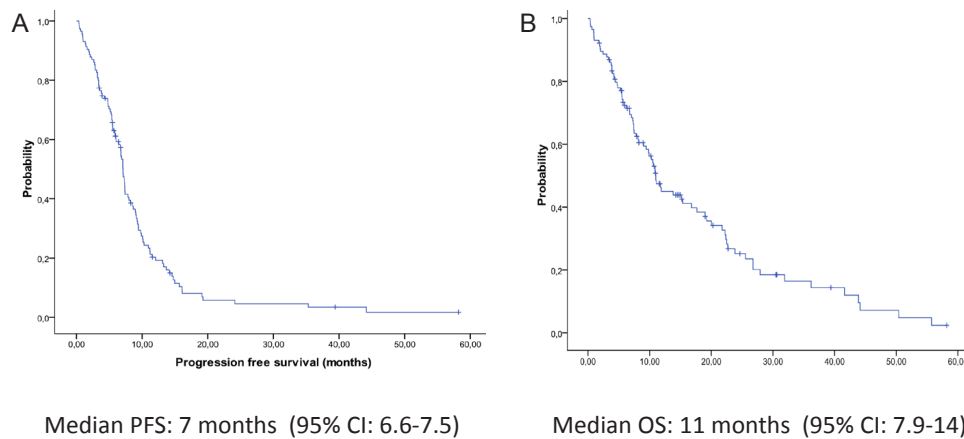 A
B
1,0
0,8
0,6
0,4
0,2
0,0
Probability
0,00 10,00 20,00 30,00 40,00 50,00 60,00
Progression free survival (months)
1,0
0,8
0,6
0,4
0,2
0,0
Probability
0,00 10,00 20,00 30,00 40,00 50,00 60,00
Median PFS: 7 months (95% CI: 6.6-7.5)
Median OS: 11 months (95% CI: 7.9-14)